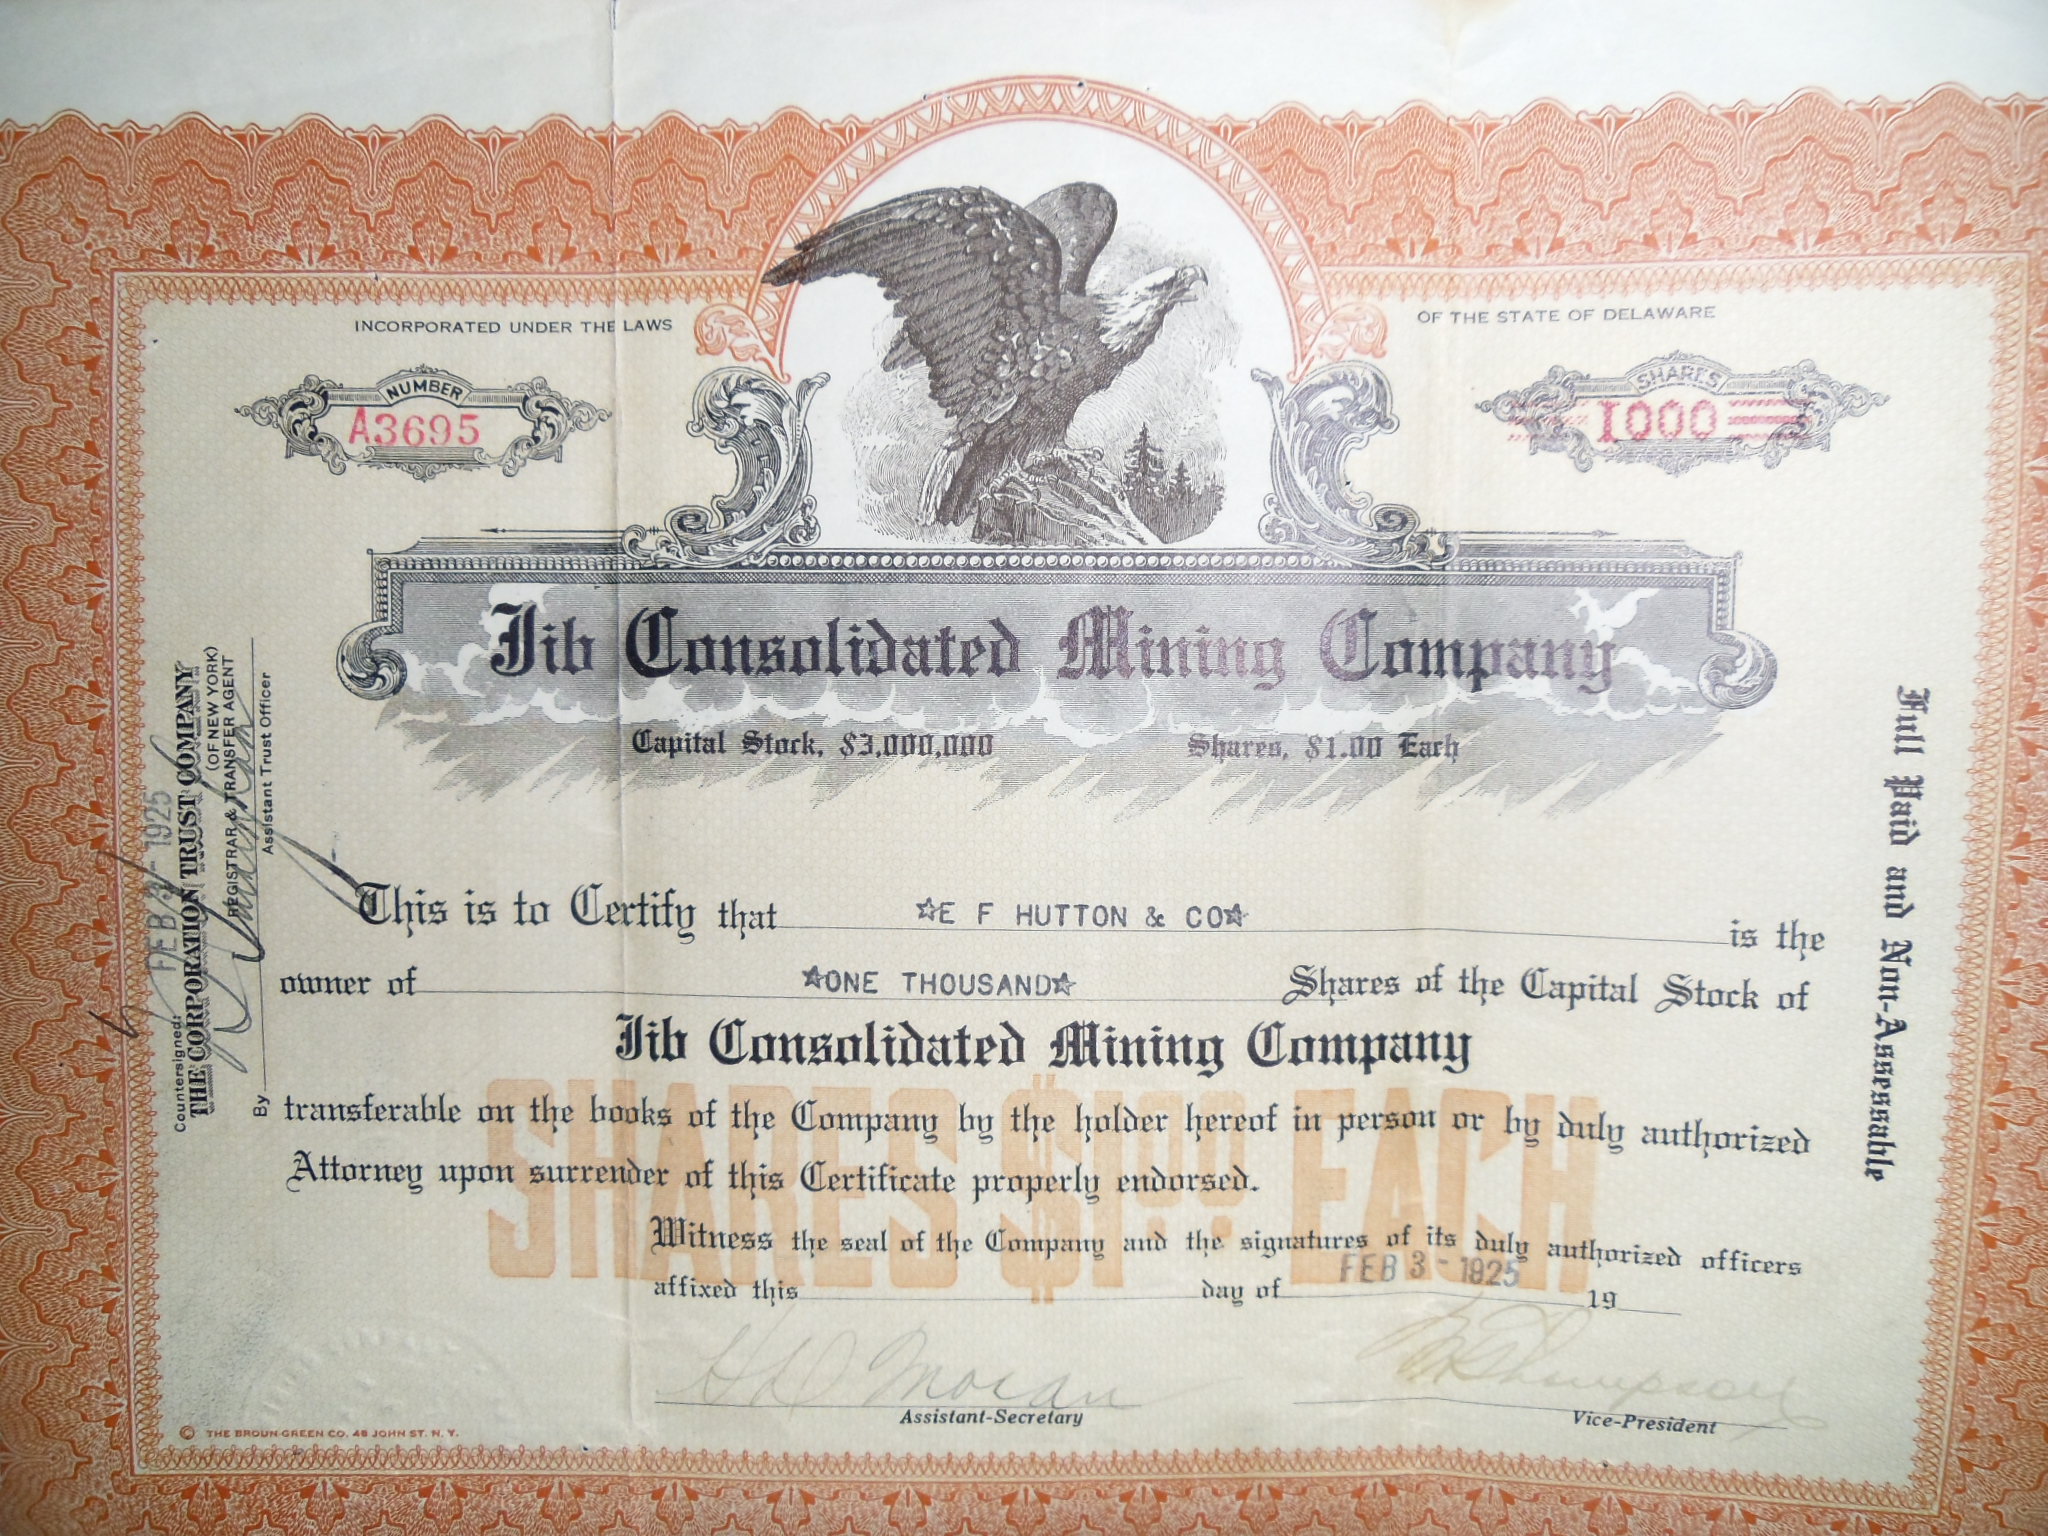 INCORPORATED UNDER THE LAWS
OF THE STATE OF DELAWARE
NUMBER
A3695
SHARES
1000
Jib Consolidated Mining Company
Capital Stock, $3,000,000
Shares, $1.00 Each
This is to Certify that ☆E F HUTTON & CO☆ is the
owner of ☆ONE THOUSAND☆ Shares of the Capital Stock of
Jib Consolidated Mining Company
transferable on the books of the Company by the holder hereof in person or by duly authorized
Attorney upon surrender of this Certificate properly endorsed.
SHARES $1.00 EACH
Witness the seal of the Company and the signatures of its duly authorized officers
affixed this day of FEB 3 - 1925 19
H D Moran
Assistant-Secretary
Thompson
Vice-President
© THE BROUN-GREEN CO. 48 JOHN ST. N. Y.
Countersigned:
THE CORPORATION TRUST COMPANY
(OF NEW YORK)
REGISTRAR & TRANSFER AGENT
By
Assistant Trust Officer
FEB 3 - 1925
Full Paid and Non-Assessable